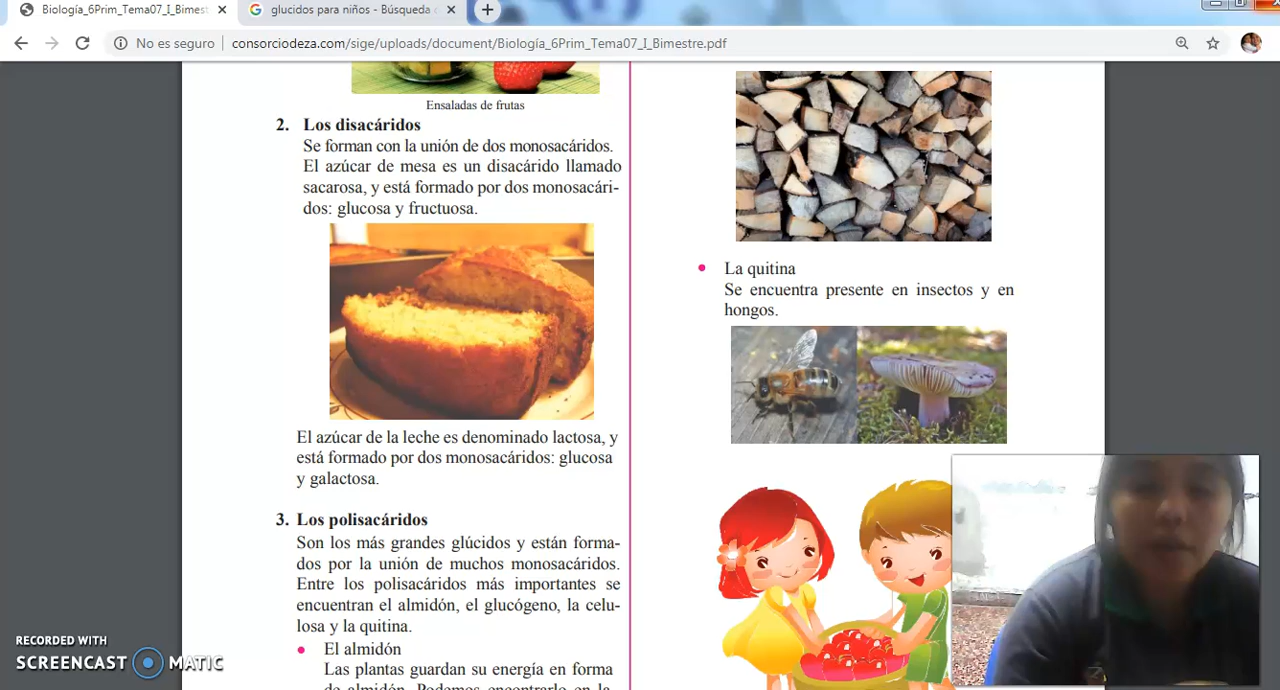 Biología_6Prim_Tema07_I_Bimest
glucidos para niños - Búsqueda
No es seguro
consorciodeza.com/sige/uploads/document/Biología_6Prim_Tema07_I_Bimestre.pdf
Ensaladas de frutas
2. Los disacáridos
Se forman con la unión de dos monosacáridos.
El azúcar de mesa es un disacárido llamado
sacarosa, y está formado por dos monosacári-
dos: glucosa y fructuosa.
El azúcar de la leche es denominado lactosa, y
está formado por dos monosacáridos: glucosa
y galactosa.
3. Los polisacáridos
Son los más grandes glúcidos y están forma-
dos por la unión de muchos monosacáridos.
Entre los polisacáridos más importantes se
encuentran el almidón, el glucógeno, la celu-
losa y la quitina.
• El almidón
Las plantas guardan su energía en forma
de almidón. Podemos encontrarlo en la
• La quitina
Se encuentra presente en insectos y en
hongos.
RECORDED WITH
SCREENCAST MATIC